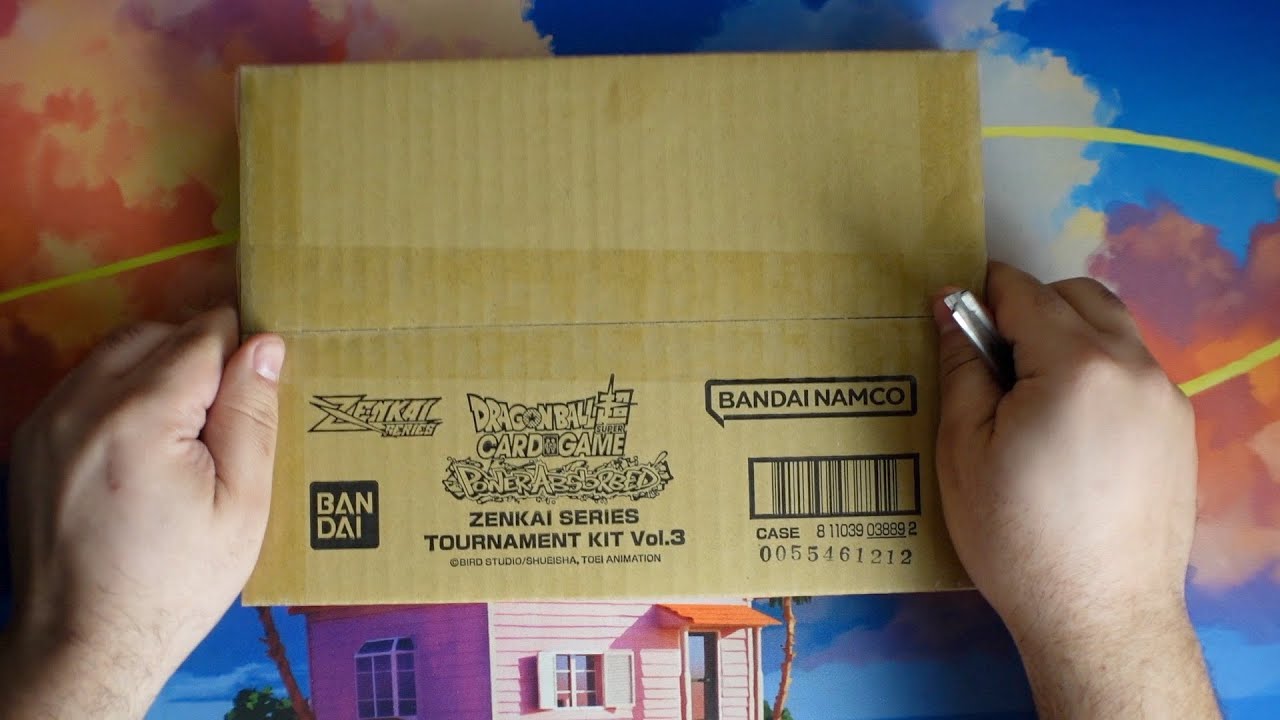 ZENKAI
SERIES
DRAGON BALL 超
SUPER
CARD GAME
POWER ABSORBED
ZENKAI SERIES
TOURNAMENT KIT Vol.3
©BIRD STUDIO/SHUEISHA, TOEI ANIMATION
BAN
DAI
BANDAI NAMCO
CASE 8 11039 03889 2
0055461212